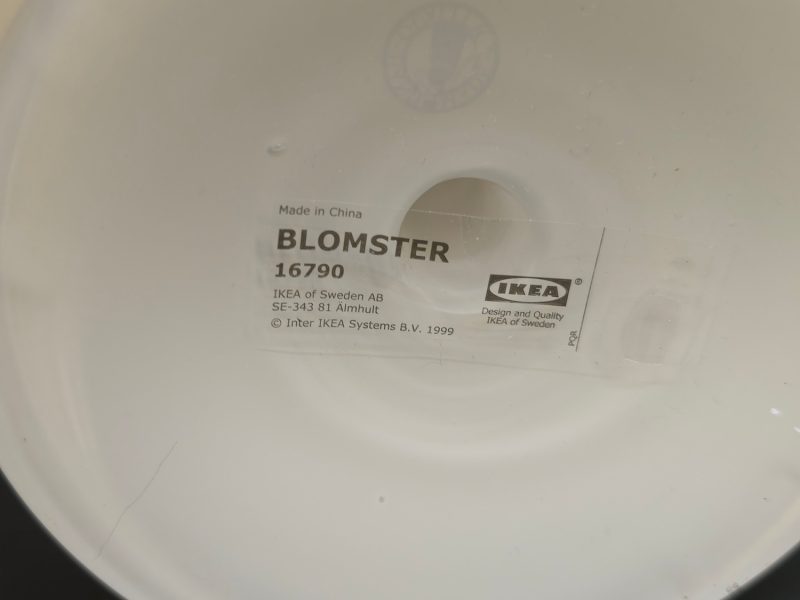 Made in China
BLOMSTER
16790
IKEA of Sweden AB
SE-343 81 Älmhult
© Inter IKEA Systems B.V. 1999
IKEA®
Design and Quality
IKEA of Sweden
PQR